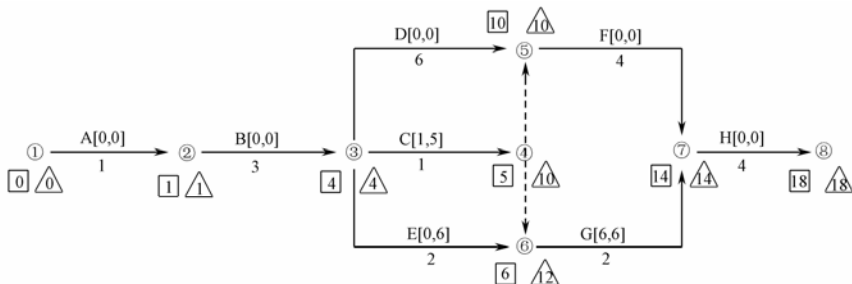 10 10
D[0,0] ⑤ F[0,0]
6 4
A[0,0] B[0,0] C[1,5]
① ② ③ ④ ⑦ H[0,0] ⑧
1 3 1 4
0 0 1 1 4 4 5 10 14 14 18 18
E[0,6] ⑥ G[6,6]
2 2
6 12